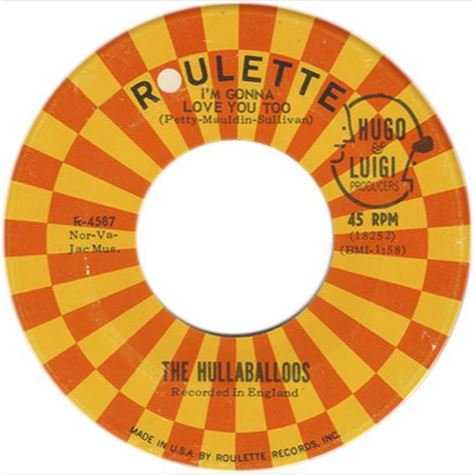 ROULETTE
I'M GONNA
LOVE YOU TOO
(Petty-Mauldin-Sullivan)
HUGO
&
LUIGI
PRODUCERS
R-4587
Nor-Va-
Jac Mus.
45 RPM
(18252)
(BMI-1:58)
THE HULLABALLOOS
Recorded In England
MADE IN U.S.A. BY ROULETTE RECORDS, INC.